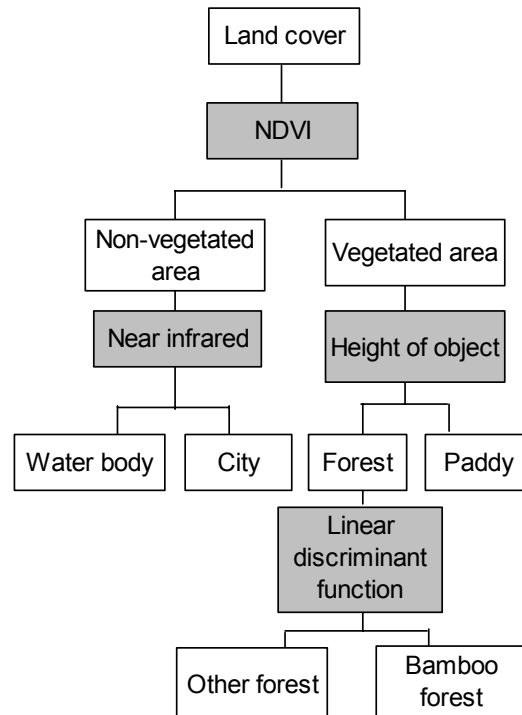 Land cover
NDVI
Non-vegetated
area
Vegetated area
Near infrared
Height of object
Water body
City
Forest
Paddy
Linear
discriminant
function
Other forest
Bamboo
forest